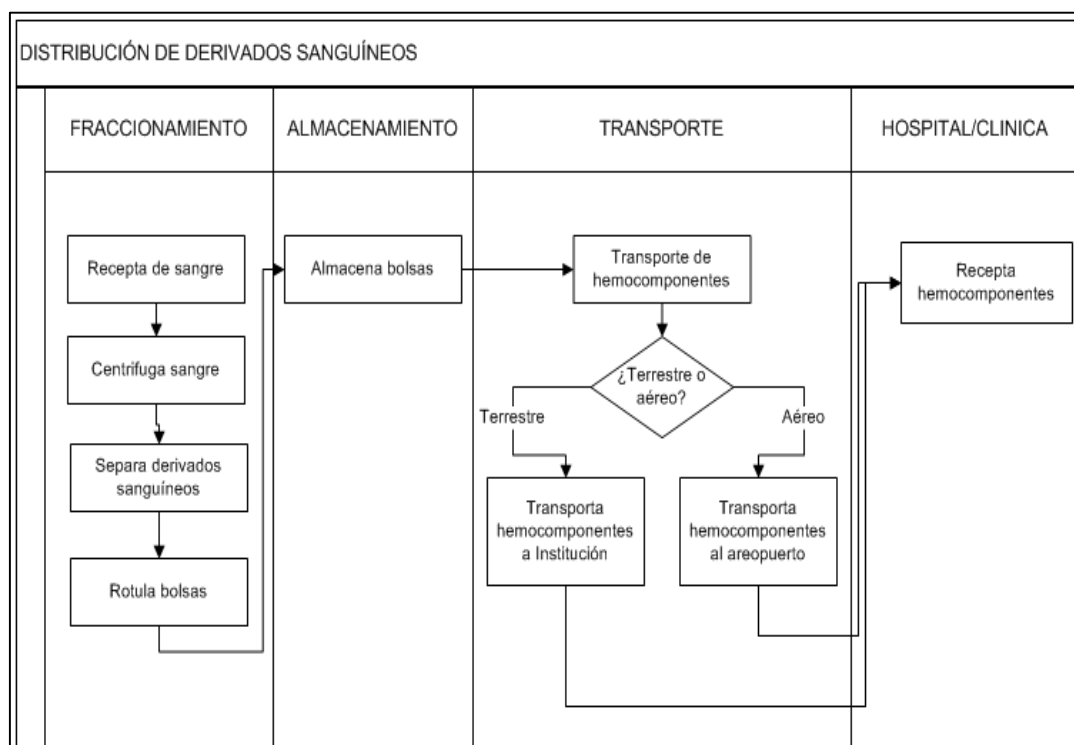 DISTRIBUCIÓN DE DERIVADOS SANGUÍNEOS
FRACCIONAMIENTO
ALMACENAMIENTO
TRANSPORTE
HOSPITAL/CLINICA
Recepta de sangre
Centrifuga sangre
Separa derivados
sanguíneos
Rotula bolsas
Almacena bolsas
Transporte de
hemocomponentes
¿Terrestre o
aéreo?
Terrestre
Aéreo
Transporta
hemocomponentes
a Institución
Transporta
hemocomponentes
al areopuerto
Recepta
hemocomponentes